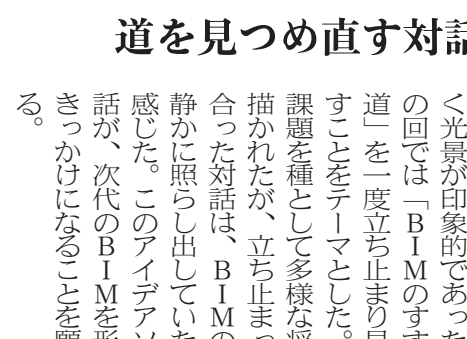 道を見つめ直す対話
く光景が印象的であった
の回では「BIMのすす
道」を一度立ち止まり見
すことをテーマとした。
課題を種として多様な将
描かれたが、立ち止まっ
合った対話は、BIMの
静かに照らし出していた
感じた。このアイデアソ
話が、次代のBIMを形
きっかけになることを願
る。